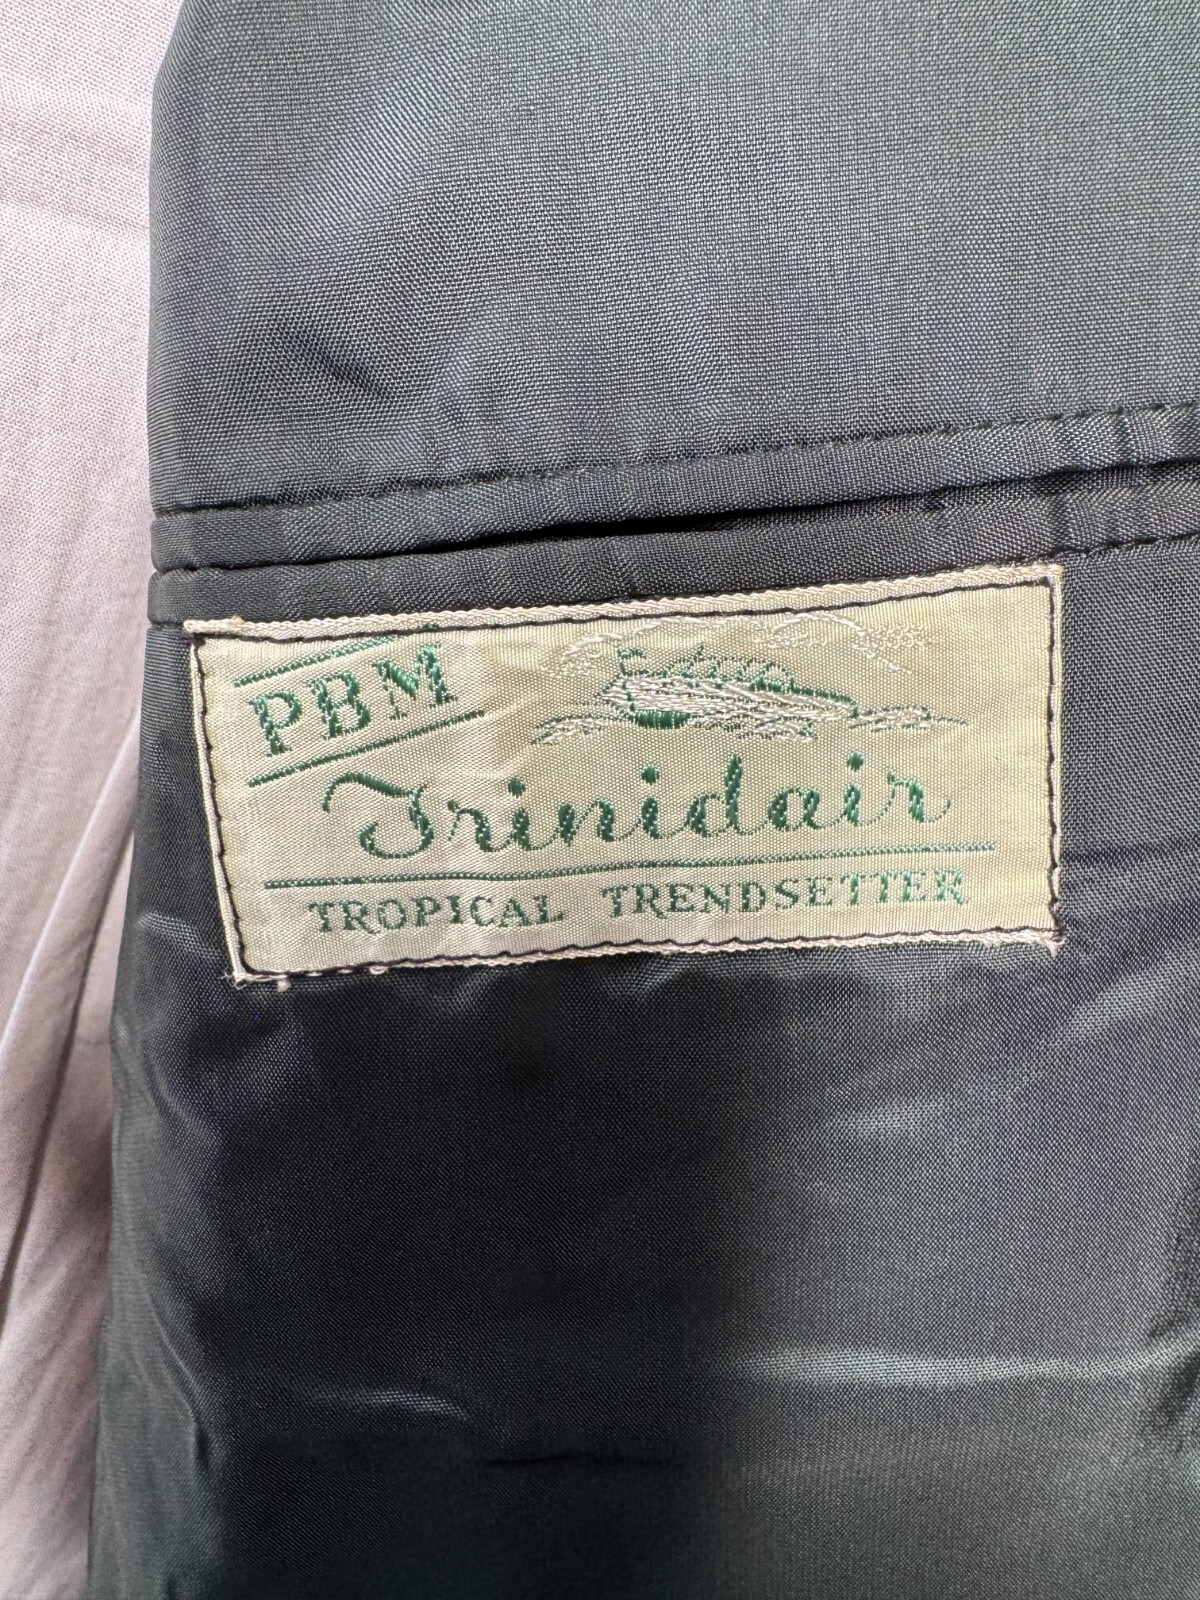 PBM
Trinidair
TROPICAL TRENDSETTER